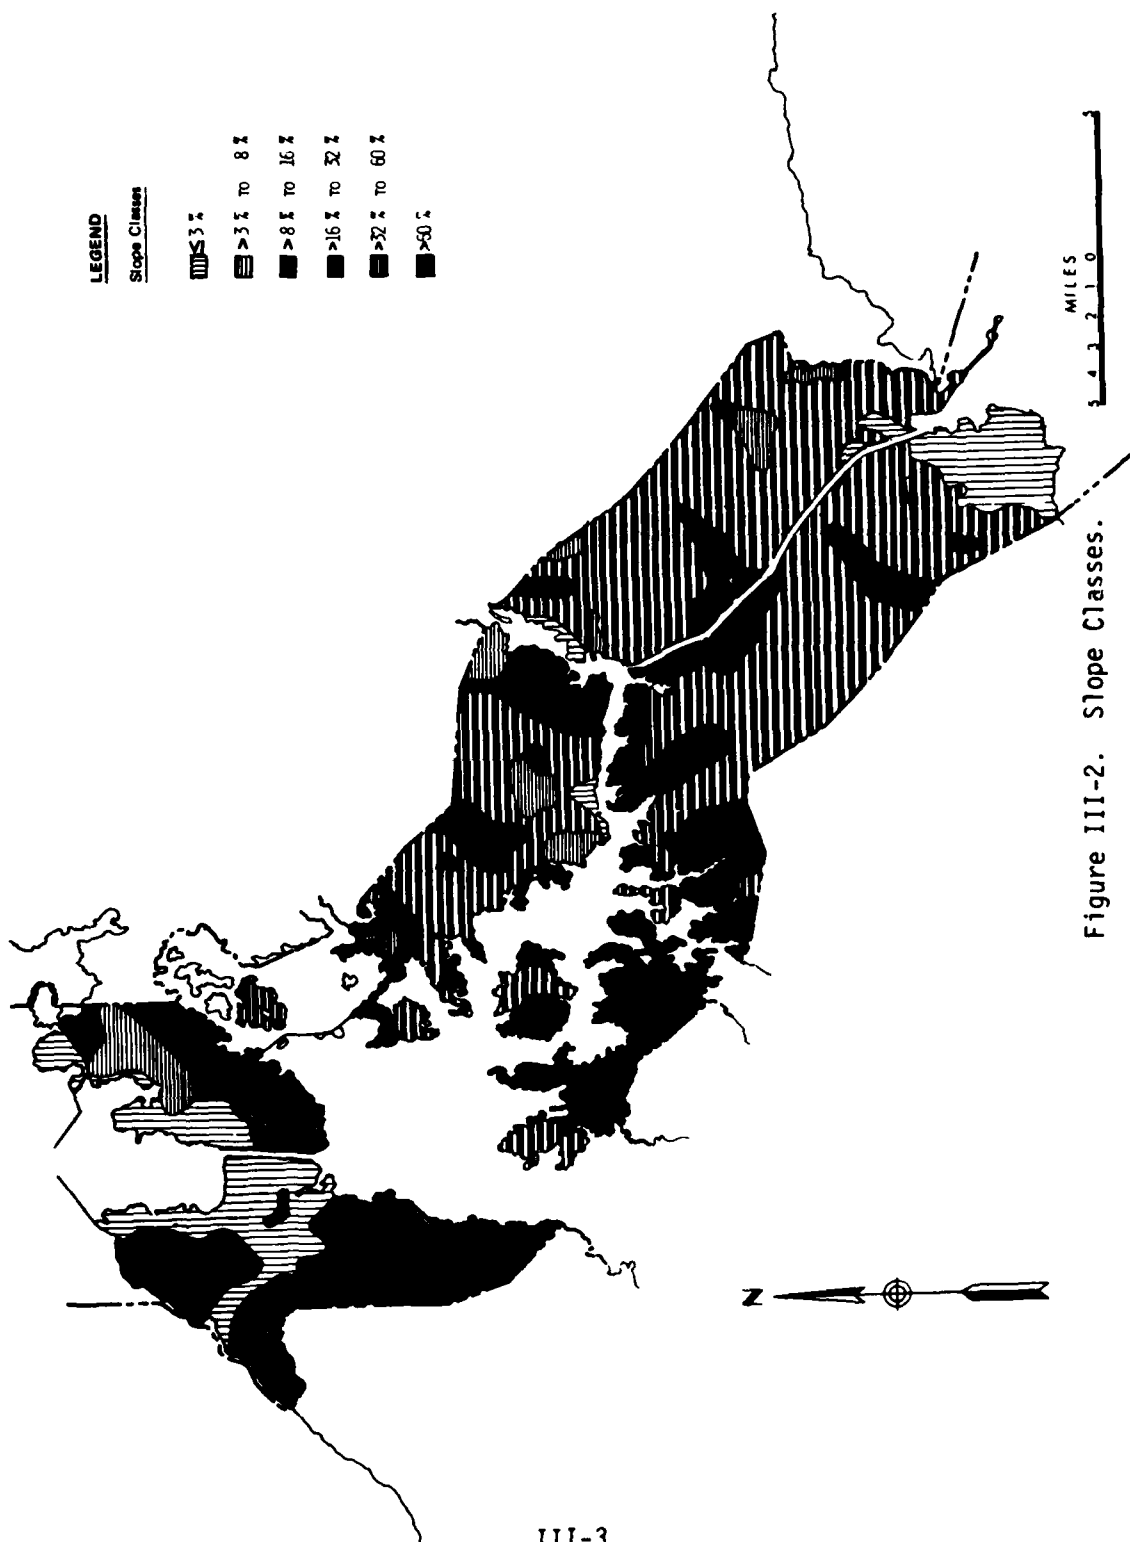 LEGEND
Slope Classes
≤3 %
>3 % TO 8 %
>8 % TO 16 %
>16 % TO 32 %
>32 % TO 60 %
>60 %
MILES
5 4 3 2 1 0 5
N
Figure III-2. Slope Classes.
III-3